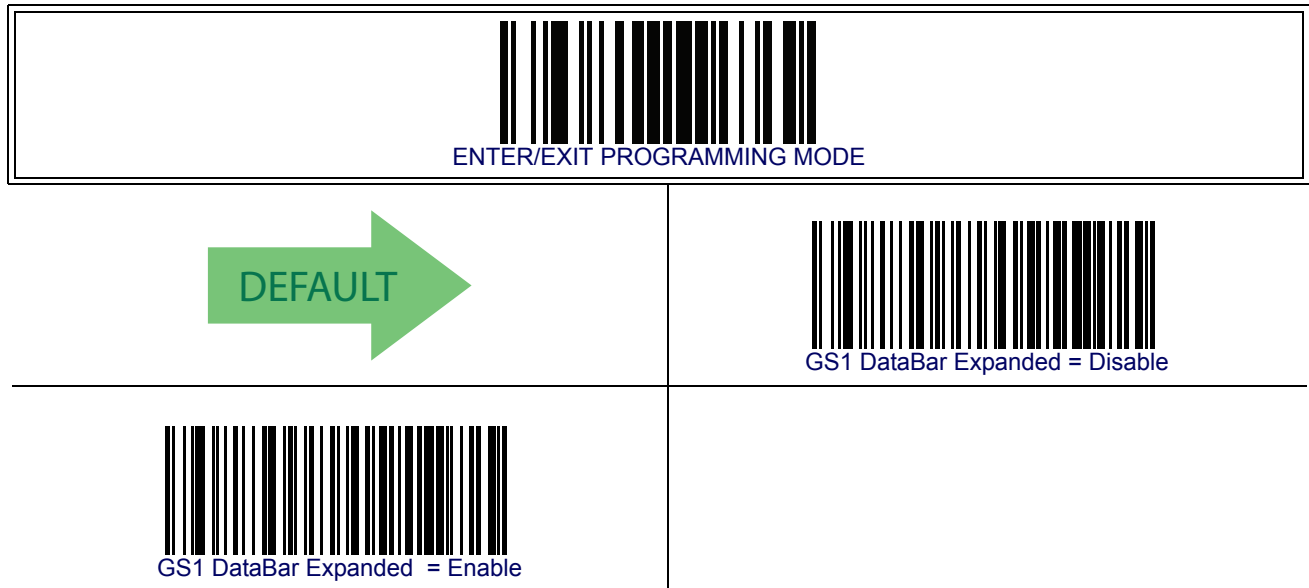 ENTER/EXIT PROGRAMMING MODE
DEFAULT
GS1 DataBar Expanded = Disable
GS1 DataBar Expanded = Enable